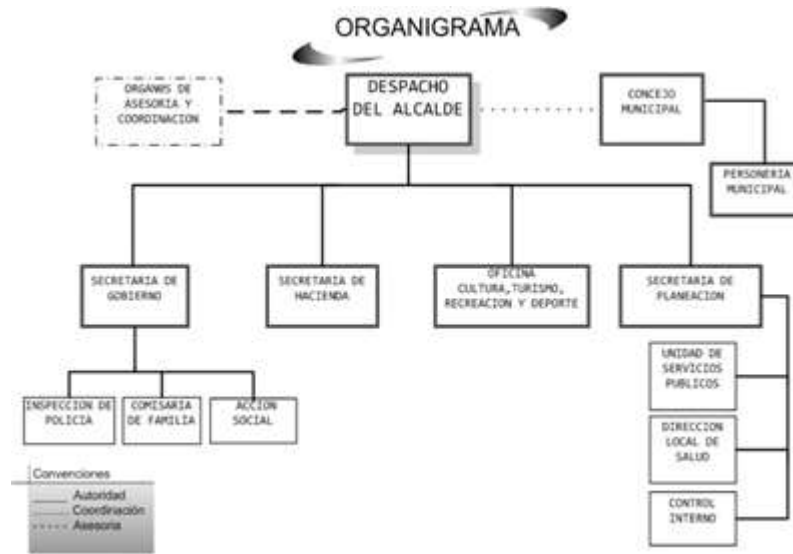 ORGANIGRAMA
ORGANOS DE
ASESORIA Y
COORDINACION
DESPACHO
DEL ALCALDE
CONCEJO
MUNICIPAL
PERSONERIA
MUNICIPAL
SECRETARIA DE
GOBIERNO
SECRETARIA DE
HACIENDA
OFICINA
CULTURA,TURISMO,
RECREACION Y DEPORTE
SECRETARIA DE
PLANEACION
INSPECCION DE
POLICIA
COMISARIA
DE FAMILIA
ACCION
SOCIAL
UNIDAD DE
SERVICIOS
PUBLICOS
DIRECCION
LOCAL DE
SALUD
CONTROL
INTERNO
Convenciones
Autoridad
Coordinación
Asesoria